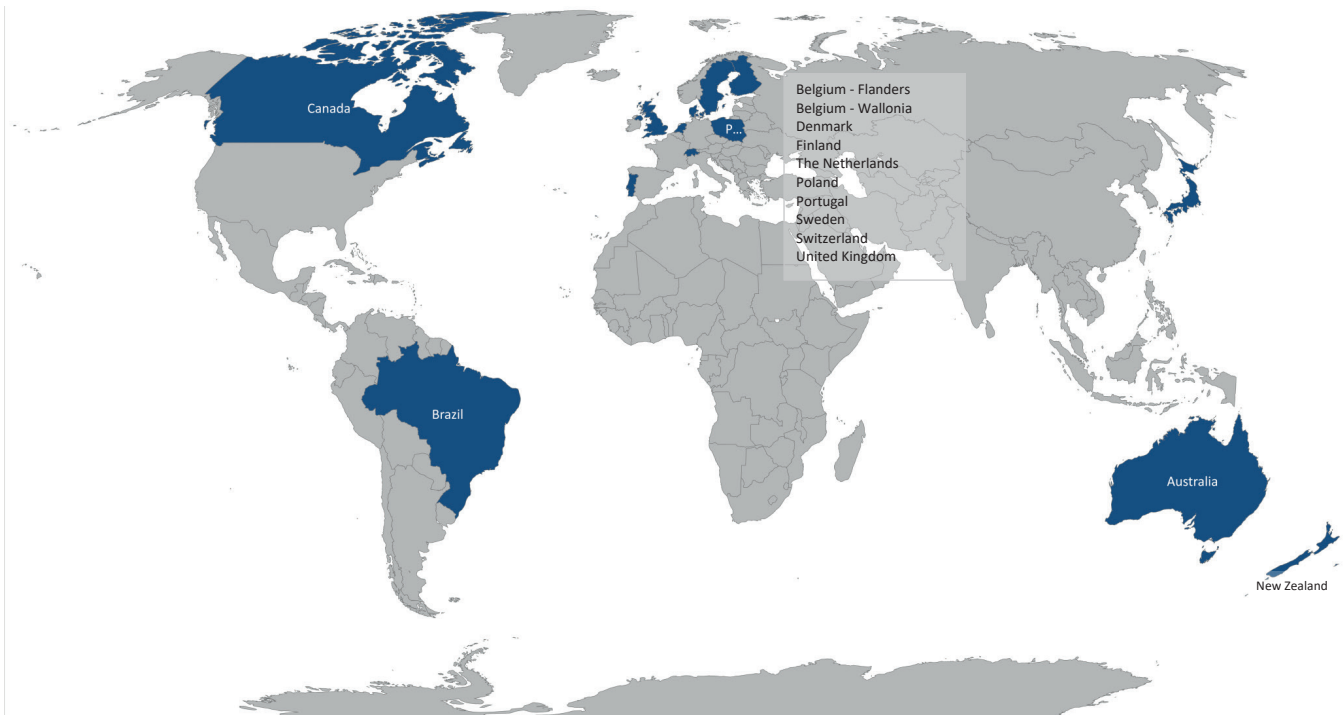 Canada
P...
Belgium - Flanders
Belgium - Wallonia
Denmark
Finland
The Netherlands
Poland
Portugal
Sweden
Switzerland
United Kingdom
Brazil
Australia
New Zealand